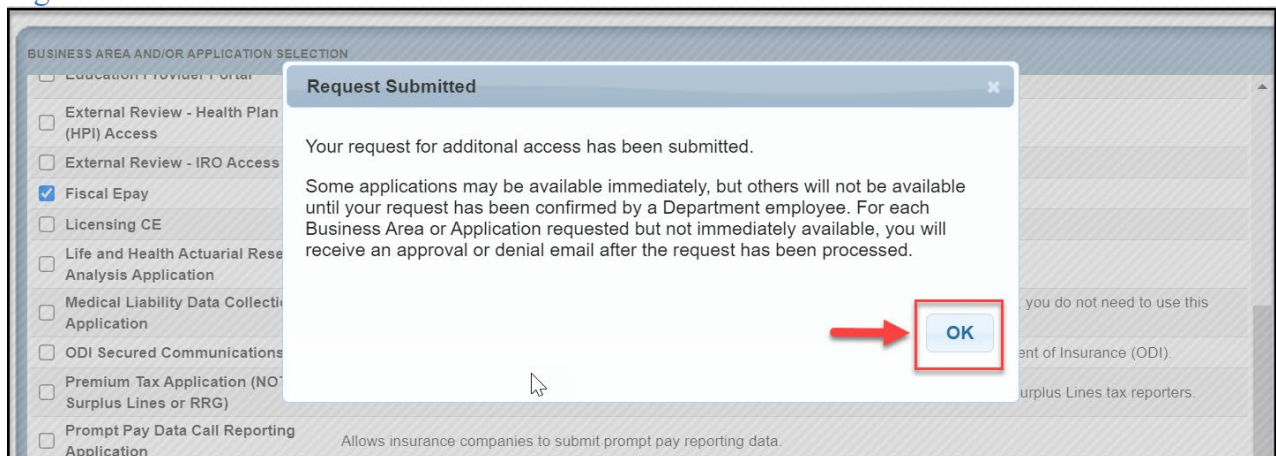 BUSINESS AREA AND/OR APPLICATION SELECTION
Education Provider Portal
Request Submitted
External Review - Health Plan
(HPI) Access
Your request for additonal access has been submitted.
External Review - IRO Access
Some applications may be available immediately, but others will not be available
Fiscal Epay
until your request has been confirmed by a Department employee. For each
Licensing CE
Business Area or Application requested but not immediately available, you will
receive an approval or denial email after the request has been processed.
Life and Health Actuarial Rese
Analysis Application
Medical Liability Data Collecti
you do not need to use this
Application
OK
ODI Secured Communications
ent of Insurance (ODI).
Premium Tax Application (NOT
Surplus Lines or RRG)
urplus Lines tax reporters.
Prompt Pay Data Call Reporting
Allows insurance companies to submit prompt pay reporting data.
Application